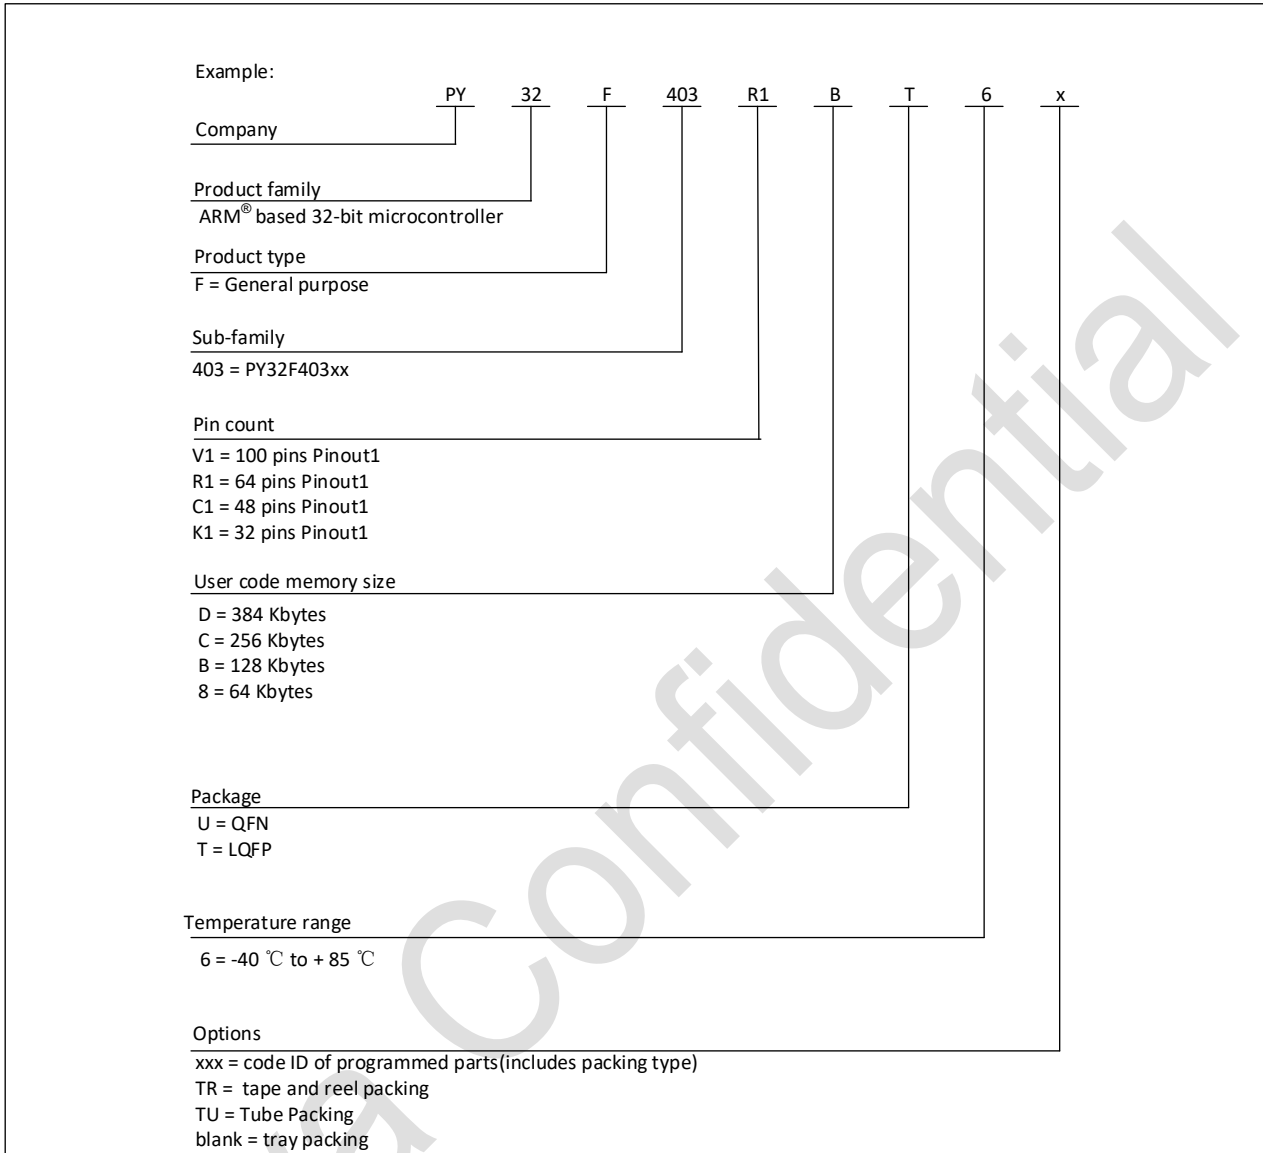 Example:
PY 32 F 403 R1 B T 6 x
Company
Product family
ARM® based 32-bit microcontroller
Product type
F = General purpose
Sub-family
403 = PY32F403xx
Pin count
V1 = 100 pins Pinout1
R1 = 64 pins Pinout1
C1 = 48 pins Pinout1
K1 = 32 pins Pinout1
User code memory size
D = 384 Kbytes
C = 256 Kbytes
B = 128 Kbytes
8 = 64 Kbytes
Package
U = QFN
T = LQFP
Temperature range
6 = -40 ℃ to + 85 ℃
Options
xxx = code ID of programmed parts(includes packing type)
TR = tape and reel packing
TU = Tube Packing
blank = tray packing
Confidential